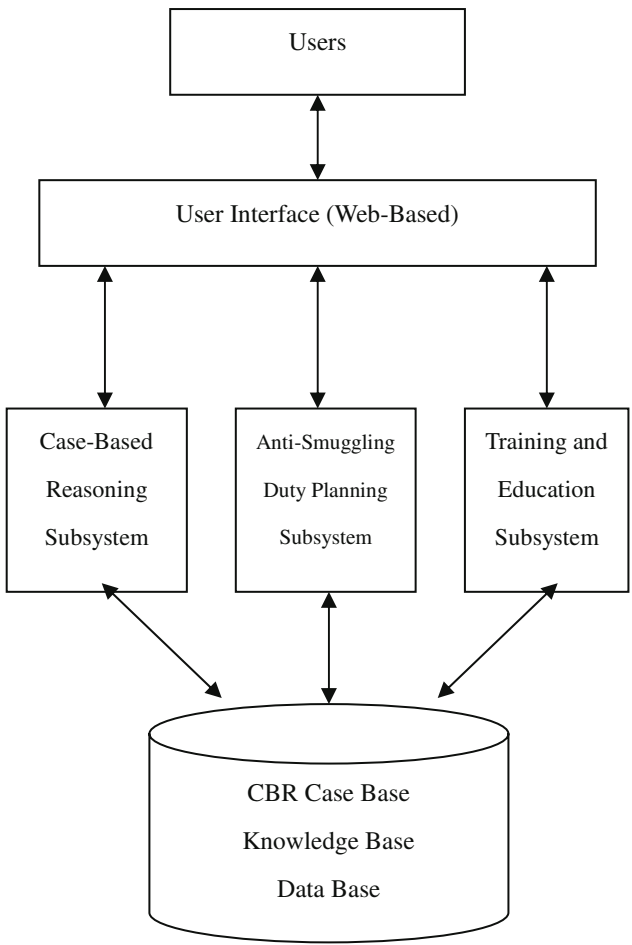 Users
User Interface (Web-Based)
Case-Based
Reasoning
Subsystem
Anti-Smuggling
Duty Planning
Subsystem
Training and
Education
Subsystem
CBR Case Base
Knowledge Base
Data Base